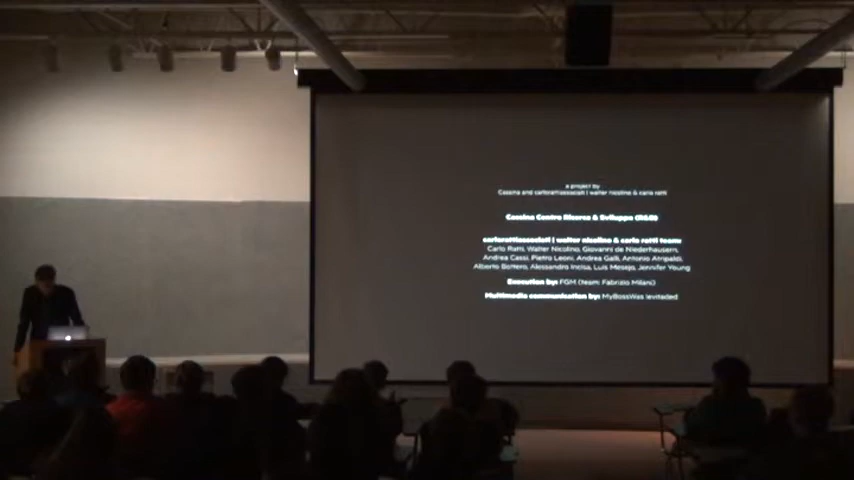 a project by
Cassina and carlorattiassociati | walter nicolino & carlo ratti
Cassina Centro Ricerca & Sviluppo (R&D)
carlorattiassociati | walter nicolino & carlo ratti team:
Carlo Ratti, Walter Nicolino, Giovanni de Niederhausern,
Andrea Cassi, Pietro Leoni, Andrea Galli, Antonio Atripaldi,
Alberto Bottero, Alessandro Incisa, Luis Mesejo, Jennifer Young
Execution by: FGM (team: Fabrizio Milani)
Multimedia communication by: MyBossWas